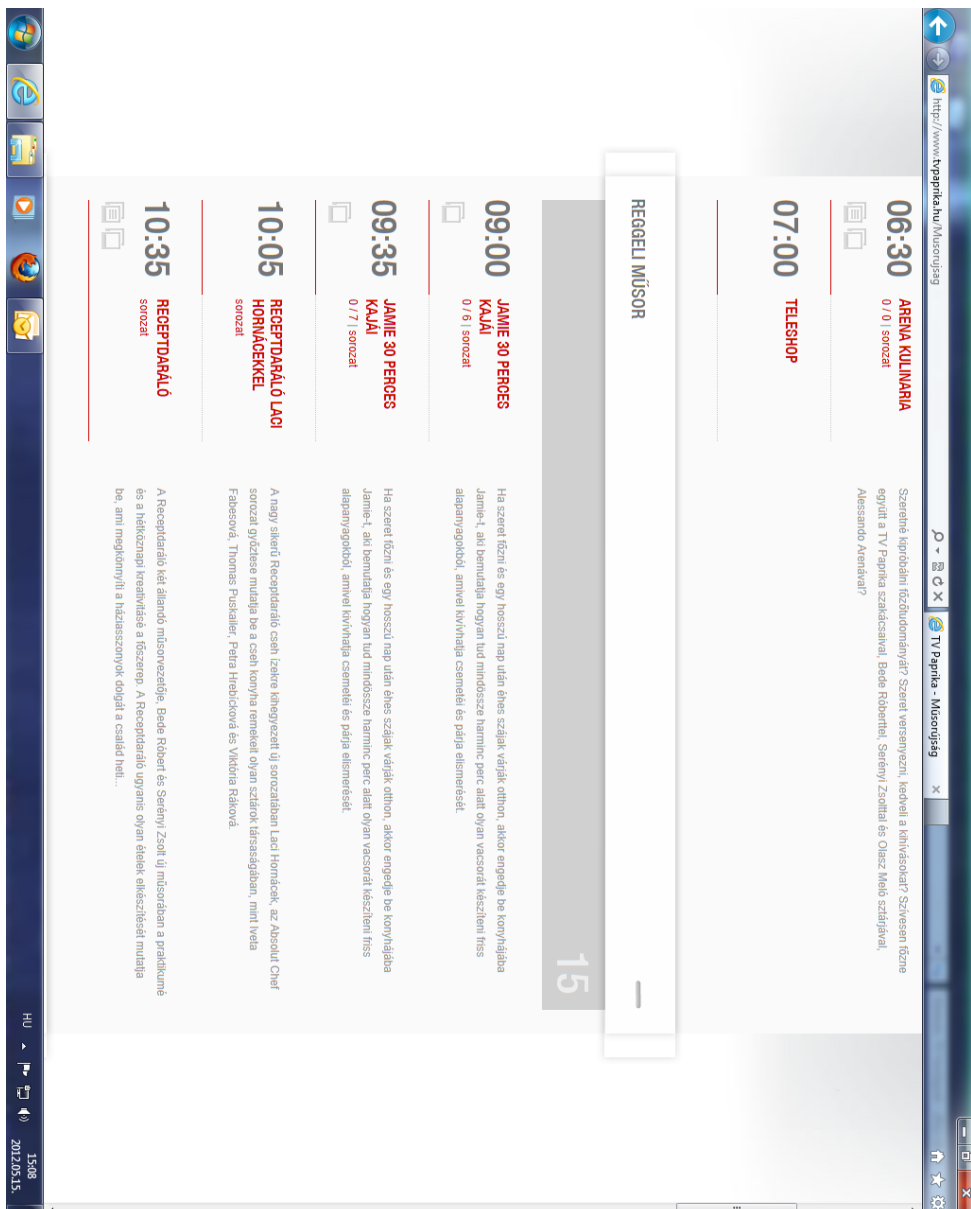 http://www.tvpaprika.hu/Musorujsag
TV Paprika - Műsorújság
06:30
ARENA KULINARIA
0 / 0 | sorozat
Szeretné kipróbálni főzőtudományát? Szeret versenyezni, kedveli a kihívásokat? Szívesen főzne
együtt a TV Paprika szakácsaival, Bede Róberttel, Serényi Zsolttal és Olasz Meló sztárjával,
Alessando Arenával?
07:00
TELESHOP
REGGELI MŰSOR
15
09:00
JAMIE 30 PERCES
KAJÁI
0 / 6 | sorozat
Ha szeret főzni és egy hosszú nap után éhes szájak várják otthon, akkor engedje be konyhájába
Jamie-t, aki bemutatja hogyan tud mindössze harminc perc alatt olyan vacsorát készíteni friss
alapanyagokból, amivel kivívhatja csemetéi és párja elismerését.
09:35
JAMIE 30 PERCES
KAJÁI
0 / 7 | sorozat
Ha szeret főzni és egy hosszú nap után éhes szájak várják otthon, akkor engedje be konyhájába
Jamie-t, aki bemutatja hogyan tud mindössze harminc perc alatt olyan vacsorát készíteni friss
alapanyagokból, amivel kivívhatja csemetéi és párja elismerését.
10:05
RECEPTDARÁLÓ LACI
HORNÁCEKKEL
sorozat
A nagy sikerű Receptdaráló cseh ízekre kihegyezett új sorozatában Laci Hornácek, az Absolut Chef
sorozat győztese mutatja be a cseh konyha remekeit olyan sztárok társaságában, mint Iveta
Fabesová, Thomas Puskailer, Petra Hrebícková és Viktória Ráková.
10:35
RECEPTDARÁLÓ
sorozat
A Receptdaráló két állandó műsorvezetője, Bede Róbert és Serényi Zsolt új műsorában a praktikumé
és a hétköznapi kreativitásé a főszerep. A Receptdaráló ugyanis olyan ételek elkészítését mutatja
be, ami megkönnyíti a háziasszonyok dolgát a család heti...
HU
15:08
2012.05.15.